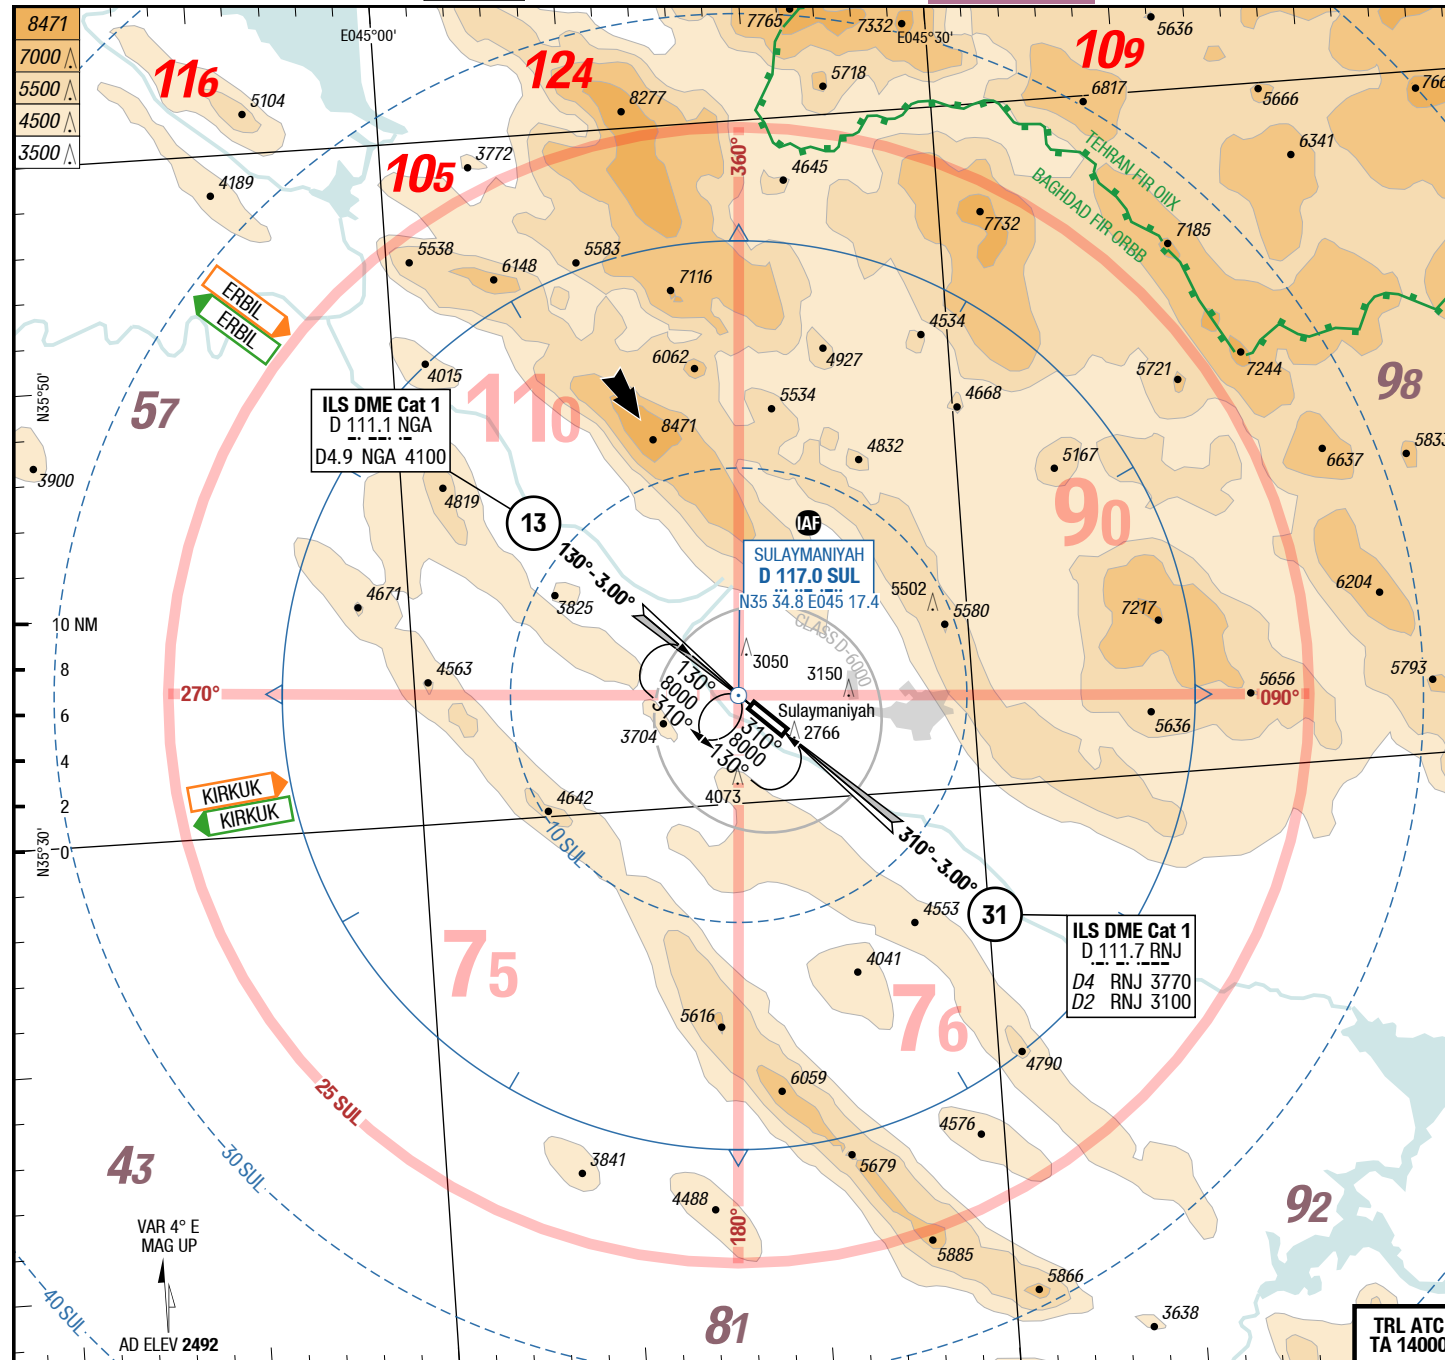 8471
7000
5500
4500
3500
E045°00'
7765
7332
E045°30'
5636
116
124
109
5104
8277
5718
6817
5666
6341
105
3772
4189
4645
TEHRAN FIR OIIX
BAGHDAD FIR ORBB
360°
7732
7185
5538
5583
6148
7116
ERBIL
ERBIL
4534
4927
6062
7244
5721
98
4015
110
5534
4668
57
N35°50'
ILS DME Cat 1
D 111.1 NGA
D4.9 NGA 4100
8471
4832
5167
6637
3900
4819
90
13
130°-3.00°
IAF
SULAYMANIYAH
D 117.0 SUL
N35 34.8 E045 17.4
CLASS D-6000
5502
5580
7217
6204
4671
3825
10 NM
8
6
4
2
0
4563
3050
3150
130°
8000
310°
270°
090°
5656
5793
5636
Sulaymaniyah
2766
3704
310°
8000
130°
4073
KIRKUK
KIRKUK
4642
10 SUL
N35°30'
310°-3.00°
31
4553
ILS DME Cat 1
D 111.7 RNJ
D4 RNJ 3770
D2 RNJ 3100
75
4041
76
5616
4790
6059
25 SUL
4576
5679
3841
4488
43
30 SUL
92
180°
5885
5866
VAR 4° E
MAG UP
40 SUL
AD ELEV 2492
81
3638
TRL ATC
TA 14000